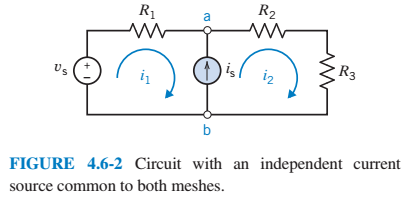 R1 a R2
vs + − i1 is i2 R3
b
FIGURE 4.6-2 Circuit with an independent current
source common to both meshes.